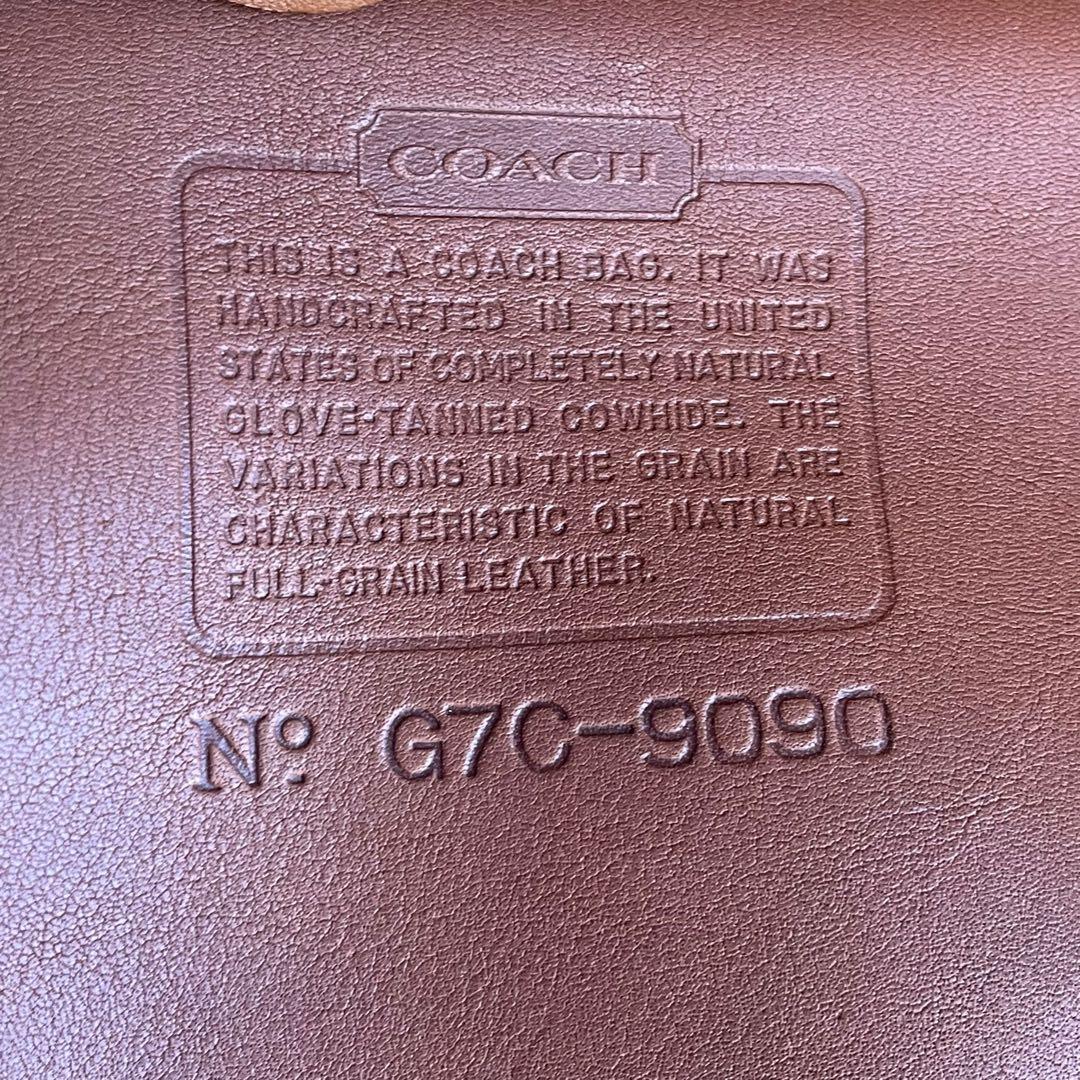 COACH
THIS IS A COACH BAG. IT WAS
HANDCRAFTED IN THE UNITED
STATES OF COMPLETELY NATURAL
GLOVE-TANNED COWHIDE. THE
VARIATIONS IN THE GRAIN ARE
CHARACTERISTIC OF NATURAL
FULL-GRAIN LEATHER.
Nº G7C-9090